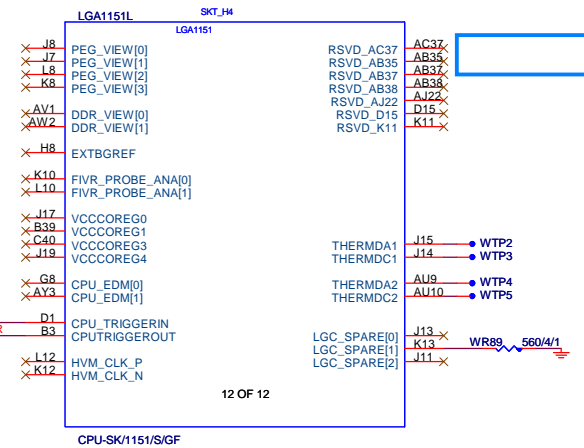 LGA1151L
SKT_H4
LGA1151
J8 PEG_VIEW[0]
J7 PEG_VIEW[1]
L8 PEG_VIEW[2]
K8 PEG_VIEW[3]
AV1 DDR_VIEW[0]
AW2 DDR_VIEW[1]
H8 EXTBGREF
K10 FIVR_PROBE_ANA[0]
L10 FIVR_PROBE_ANA[1]
J17 VCCCOREG0
B39 VCCCOREG1
C40 VCCCOREG3
J19 VCCCOREG4
G8 CPU_EDM[0]
AY3 CPU_EDM[1]
D1 CPU_TRIGGERIN
R B3 CPUTRIGGEROUT
L12 HVM_CLK_P
K12 HVM_CLK_N
RSVD_AC37 AC37
RSVD_AB35 AB35
RSVD_AB37 AB37
RSVD_AB38 AB38
RSVD_AJ22 AJ22
RSVD_D15 D15
RSVD_K11 K11
THERMDA1 J15 WTP2
THERMDC1 J14 WTP3
THERMDA2 AU9 WTP4
THERMDC2 AU10 WTP5
LGC_SPARE[0] J13
LGC_SPARE[1] K13 WR89 560/4/1
LGC_SPARE[2] J11
12 OF 12
CPU-SK/1151/S/GF